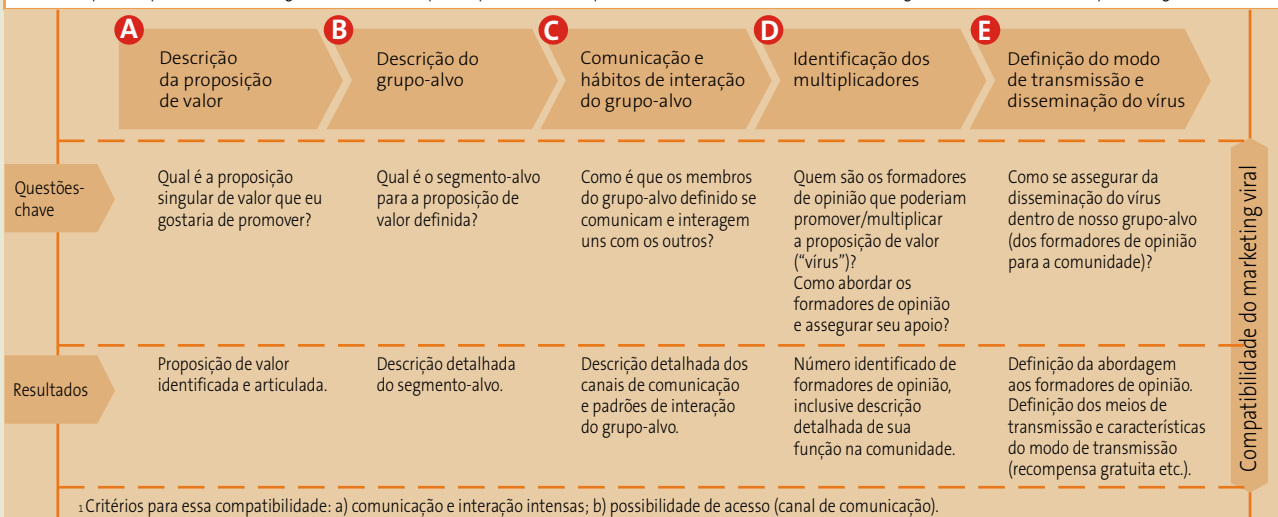 A
Descrição
da proposição
de valor
B
Descrição do
grupo-alvo
C
Comunicação e
hábitos de interação
do grupo-alvo
D
Identificação dos
multiplicadores
E
Definição do modo
de transmissão e
disseminação do vírus
Questões-
chave
Qual é a proposição
singular de valor que eu
gostaria de promover?
Qual é o segmento-alvo
para a proposição de
valor definida?
Como é que os membros
do grupo-alvo definido se
comunicam e interagem
uns com os outros?
Quem são os formadores
de opinião que poderiam
promover/multiplicar
a proposição de valor
(“vírus”)?
Como abordar os
formadores de opinião
e assegurar seu apoio?
Como se assegurar da
disseminação do vírus
dentro de nosso grupo-alvo
(dos formadores de opinião
para a comunidade)?
Resultados
Proposição de valor
identificada e articulada.
Descrição detalhada
do segmento-alvo.
Descrição detalhada dos
canais de comunicação
e padrões de interação
do grupo-alvo.
Número identificado de
formadores de opinião,
inclusive descrição
detalhada de sua
função na comunidade.
Definição da abordagem
aos formadores de opinião.
Definição dos meios de
transmissão e características
do modo de transmissão
(recompensa gratuita etc.).
Compatibilidade do marketing viral
1 Critérios para essa compatibilidade: a) comunicação e interação intensas; b) possibilidade de acesso (canal de comunicação).